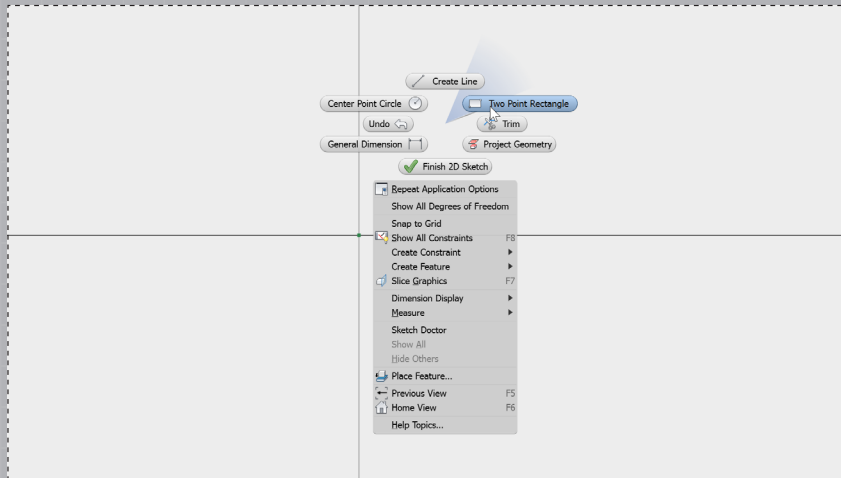 Create Line
Center Point Circle
Two Point Rectangle
Undo
Trim
General Dimension
Project Geometry
Finish 2D Sketch
Repeat Application Options
Show All Degrees of Freedom
Snap to Grid
Show All Constraints F8
Create Constraint
Create Feature
Slice Graphics F7
Dimension Display
Measure
Sketch Doctor
Show All
Hide Others
Place Feature...
Previous View F5
Home View F6
Help Topics...